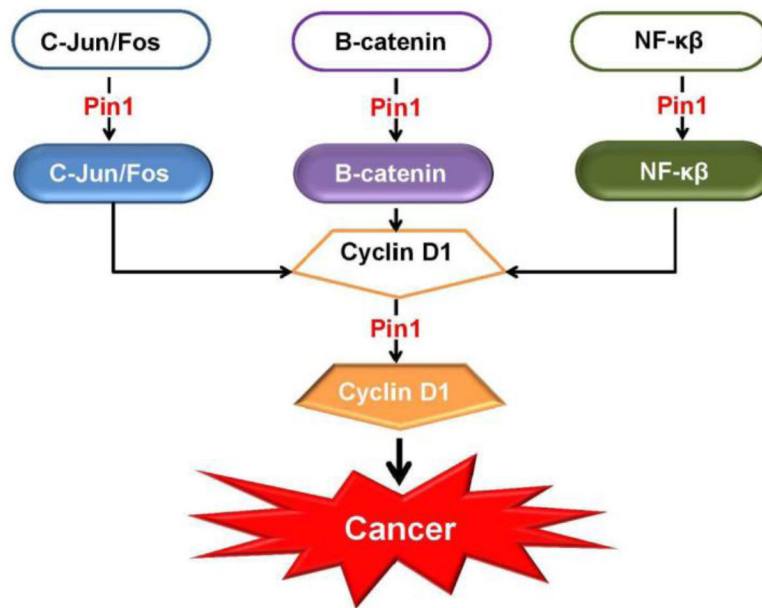 C-Jun/Fos B-catenin NF-κβ
Pin1 Pin1 Pin1
C-Jun/Fos B-catenin NF-κβ
Cyclin D1
Pin1
Cyclin D1
Cancer